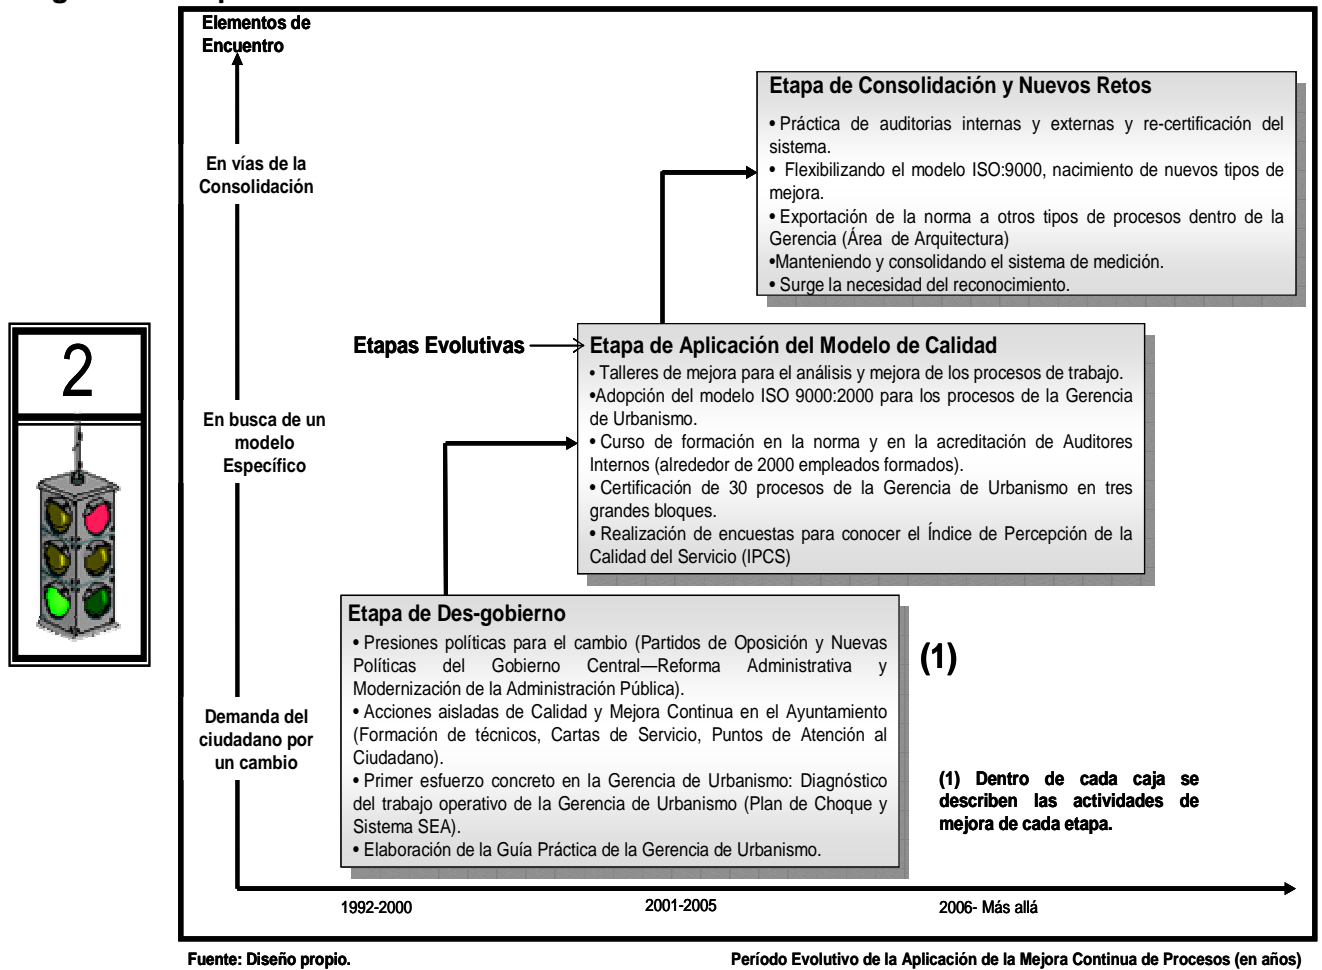 Elementos de
Encuentro
Etapa de Consolidación y Nuevos Retos
• Práctica de auditorias internas y externas y re-certificación del
sistema.
• Flexibilizando el modelo ISO:9000, nacimiento de nuevos tipos de
mejora.
• Exportación de la norma a otros tipos de procesos dentro de la
Gerencia (Área de Arquitectura)
•Manteniendo y consolidando el sistema de medición.
• Surge la necesidad del reconocimiento.
En vías de la
Consolidación
Etapas Evolutivas
Etapa de Aplicación del Modelo de Calidad
• Talleres de mejora para el análisis y mejora de los procesos de trabajo.
•Adopción del modelo ISO 9000:2000 para los procesos de la Gerencia
de Urbanismo.
• Curso de formación en la norma y en la acreditación de Auditores
Internos (alrededor de 2000 empleados formados).
• Certificación de 30 procesos de la Gerencia de Urbanismo en tres
grandes bloques.
• Realización de encuestas para conocer el Índice de Percepción de la
Calidad del Servicio (IPCS)
2
En busca de un
modelo
Específico
Etapa de Des-gobierno
• Presiones políticas para el cambio (Partidos de Oposición y Nuevas
Políticas del Gobierno Central—Reforma Administrativa y
Modernización de la Administración Pública).
• Acciones aisladas de Calidad y Mejora Continua en el Ayuntamiento
(Formación de técnicos, Cartas de Servicio, Puntos de Atención al
Ciudadano).
• Primer esfuerzo concreto en la Gerencia de Urbanismo: Diagnóstico
del trabajo operativo de la Gerencia de Urbanismo (Plan de Choque y
Sistema SEA).
• Elaboración de la Guía Práctica de la Gerencia de Urbanismo.
(1)
Demanda del
ciudadano por
un cambio
(1) Dentro de cada caja se
describen las actividades de
mejora de cada etapa.
1992-2000
2001-2005
2006- Más allá
Fuente: Diseño propio.
Período Evolutivo de la Aplicación de la Mejora Continua de Procesos (en años)